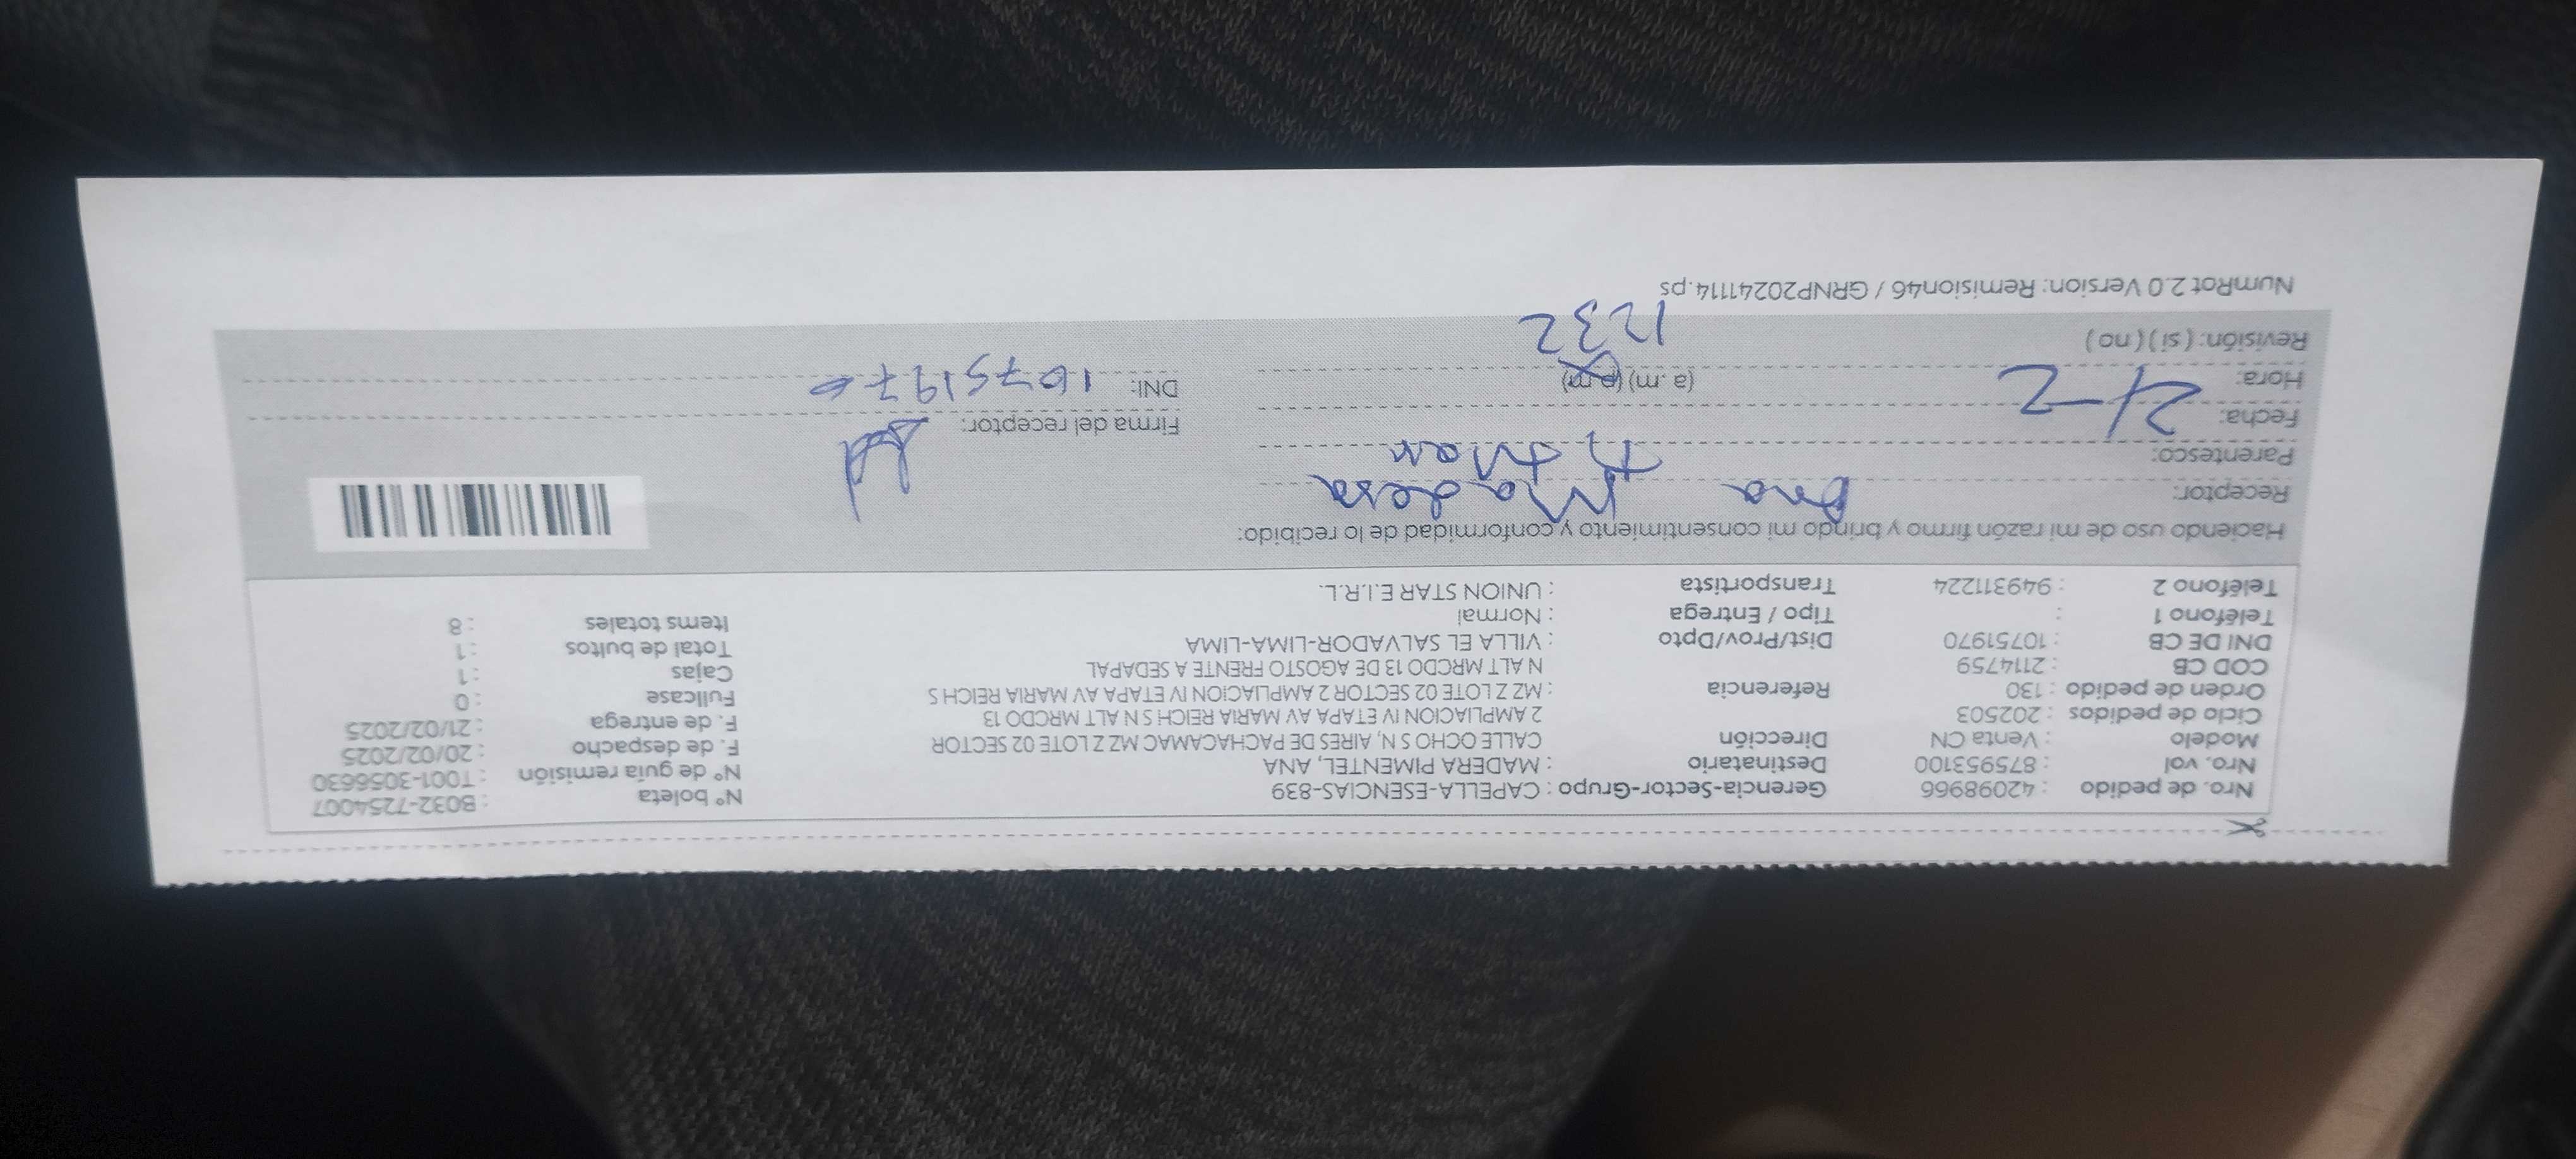 Nro. de pedido : 42098966 Gerencia-Sector-Grupo : CAPELLA-ESENCIAS-839 N° boleta : B032-7254007
Nro. vol : 875953100 Destinatario : MADERA PIMENTEL, ANA N° de guía remisión : T001-3056630
Modelo : Venta CN Dirección CALLE OCHO S N, AIRES DE PACHACAMAC MZ Z LOTE 02 SECTOR F. de despacho : 20/02/2025
Ciclo de pedidos : 202503 2 AMPLIACION IV ETAPA AV MARIA REICH S N ALT MRCDO 13 F. de entrega : 21/02/2025
Orden de pedido : 130 Referencia : MZ Z LOTE 02 SECTOR 2 AMPLIACION IV ETAPA AV MARIA REICH S Fullcase : 0
COD CB : 2114759 N ALT MRCDO 13 DE AGOSTO FRENTE A SEDAPAL Cajas : 1
DNI DE CB : 10751970 Dist/Prov/Dpto : VILLA EL SALVADOR-LIMA-LIMA Total de bultos : 1
Teléfono 1 : Tipo / Entrega : Normal Items totales : 8
Teléfono 2 : 949311224 Transportista : UNION STAR E.I.R.L.
Haciendo uso de mi razón firmo y brindo mi consentimiento y conformidad de lo recibido:
Receptor: Ana Madera
Parentesco:
Firma del receptor:
Fecha: 21-2
Hora: (a.m) (p.m) DNI:
1232
Revisión: (si) (no)
NumRot 2.0 Version: Remision46 / GRNP20241114.ps